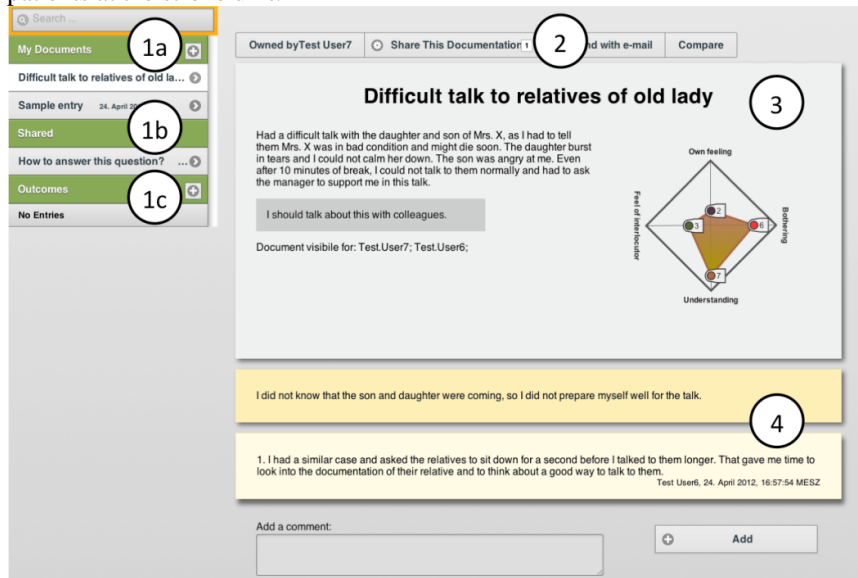 Search ...
My Documents
1a
Difficult talk to relatives of old la...
Sample entry 24. April 20
Shared
1b
How to answer this question? ...
Outcomes
1c
No Entries
Owned byTest User7
Share This Documentation 1
2
nd with e-mail
Compare
Difficult talk to relatives of old lady
3
Had a difficult talk with the daughter and son of Mrs. X, as I had to tell
them Mrs. X was in bad condition and might die soon. The daughter burst
in tears and I could not calm her down. The son was angry at me. Even
after 10 minutes of break, I could not talk to them normally and had to ask
the manager to support me in this talk.
I should talk about this with colleagues.
Document visibile for: Test.User7; Test.User6;
Own feeling
Feel of interlocutor
2
3
6
7
Bothering
Understanding
I did not know that the son and daughter were coming, so I did not prepare myself well for the talk.
4
1. I had a similar case and asked the relatives to sit down for a second before I talked to them longer. That gave me time to
look into the documentation of their relative and to think about a good way to talk to them.
Test User6, 24. April 2012, 16:57:54 MESZ
Add a comment:
Add